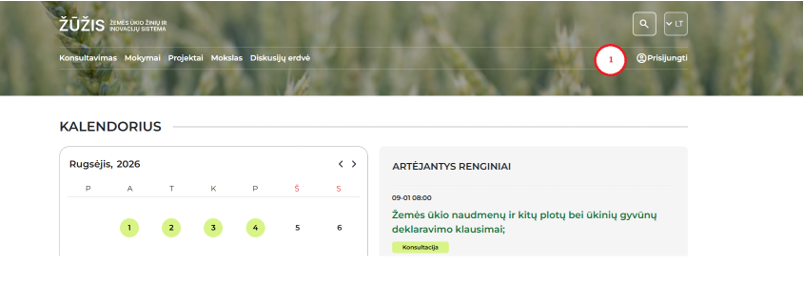 ŽŪŽIS ŽEMĖS ŪKIO ŽINIŲ IR
INOVACIJŲ SISTEMA
LT
Konsultavimas Mokymai Projektai Mokslas Diskusijų erdvė
1
Prisijungti
KALENDORIUS
Rugsėjis, 2026
P A T K P Š S
1 2 3 4 5 6
ARTĖJANTYS RENGINIAI
09-01 08:00
Žemės ūkio naudmenų ir kitų plotų bei ūkinių gyvūnų
deklaravimo klausimai;
Konsultacija